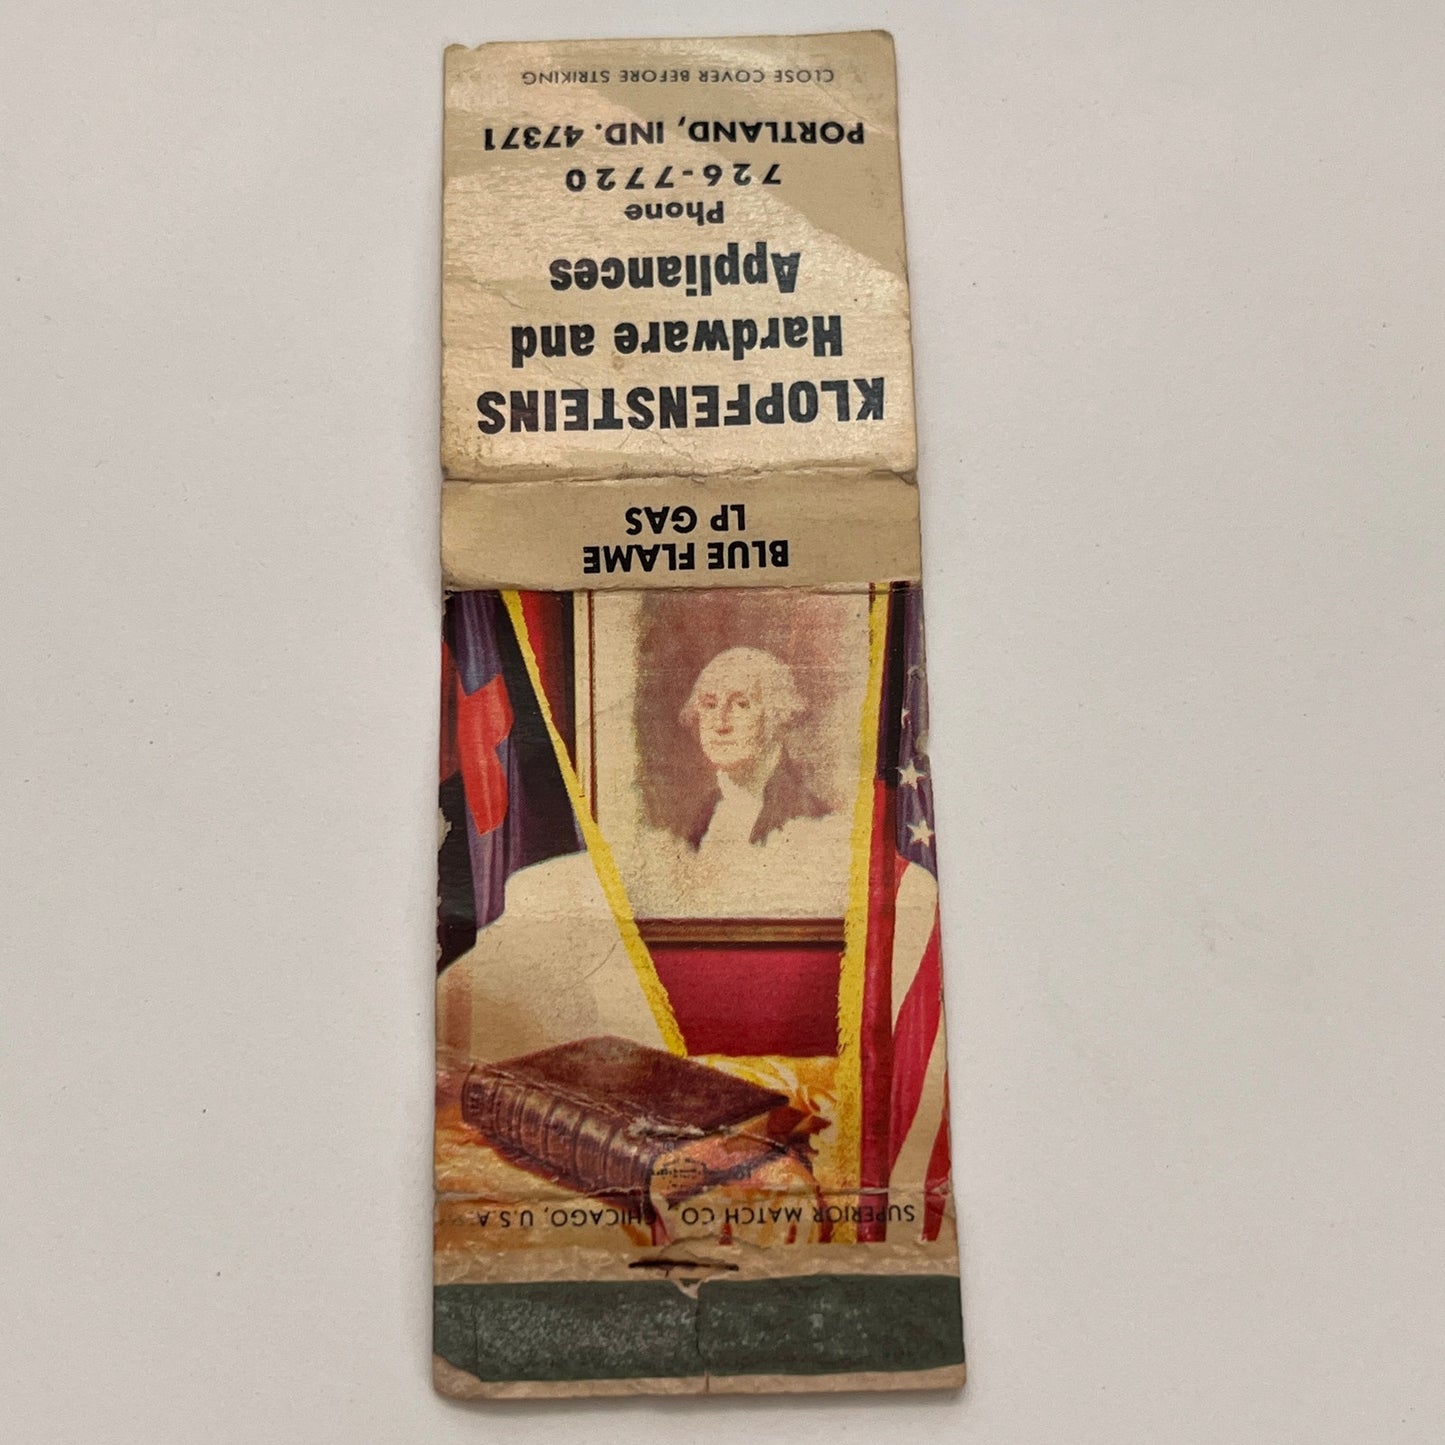 KLOPFENSTEINS
Hardware and
Appliances
Phone
726-7720
PORTLAND, IND. 47371
CLOSE COVER BEFORE STRIKING
BLUE FLAME
LP GAS
SUPERIOR MATCH CO., CHICAGO, U.S.A.